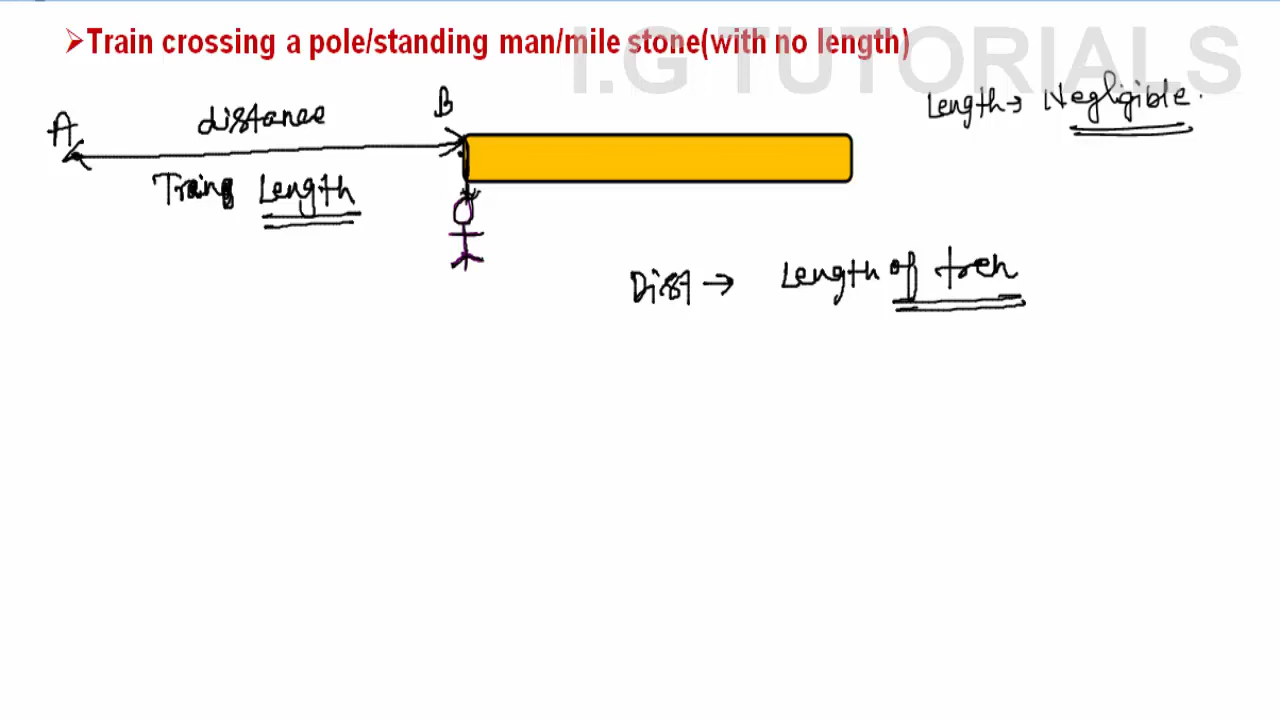 ➢Train crossing a pole/standing man/mile stone(with no length)
I.G TUTORIALS
Length→ Negligible.
A
distance
B
Train Length
Dist → Length of tren